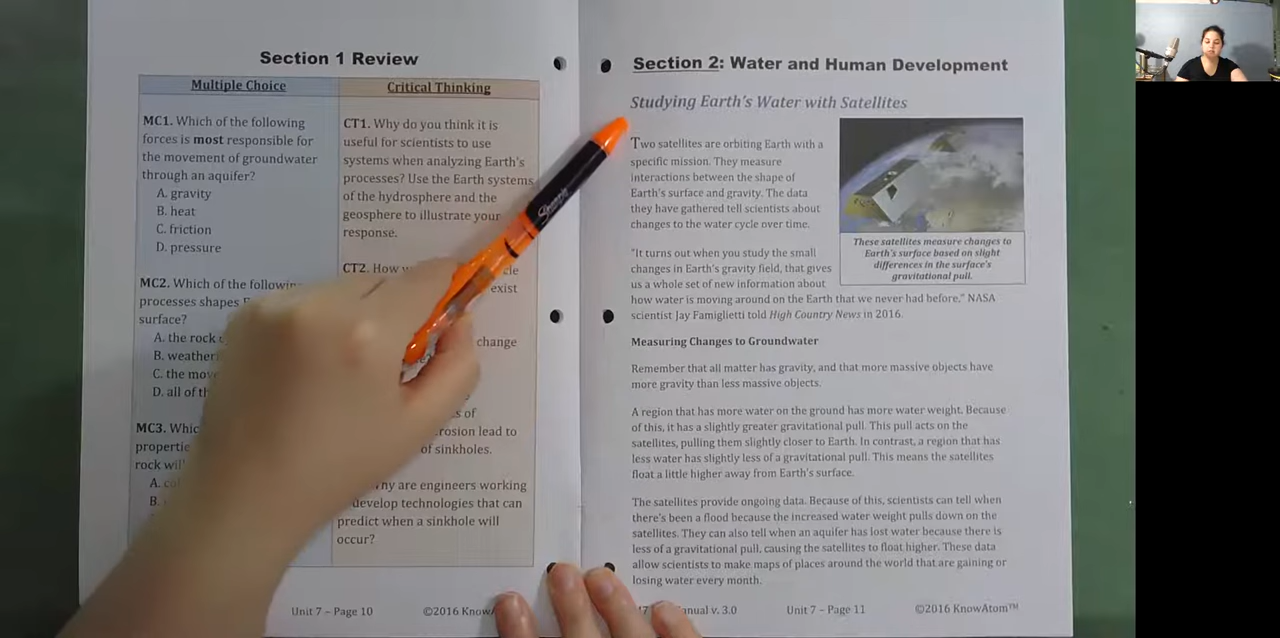 Section 1 Review
Multiple Choice
MC1. Which of the following
forces is most responsible for
the movement of groundwater
through an aquifer?
A. gravity
B. heat
C. friction
D. pressure
MC2. Which of the
processes shapes
surface?
A. the rock
B.
C. the
D. all of
MC3.
rock
A.
B.
Critical Thinking
CT1. Why do you think it is
useful for scientists to use
systems when analyzing Earth's
processes? Use the Earth systems
of the hydrosphere and the
geosphere to illustrate your
response.
CT2. How
exist
change
of
lead to
of sinkholes.
are engineers working
develop technologies that can
predict when a sinkhole will
occur?
Unit 7 – Page 10
©2016
Section 2: Water and Human Development
Studying Earth's Water with Satellites
Two satellites are orbiting Earth with a
specific mission. They measure
interactions between the shape of
Earth's surface and gravity. The data
they have gathered tell scientists about
changes to the water cycle over time.
These satellites measure changes to
Earth's surface based on slight
differences in the surface's
gravitational pull.
"It turns out when you study the small
changes in Earth's gravity field, that gives
us a whole set of new information about
how water is moving around on the Earth that we never had before." NASA
scientist Jay Famiglietti told High Country News in 2016.
Measuring Changes to Groundwater
Remember that all matter has gravity, and that more massive objects have
more gravity than less massive objects.
A region that has more water on the ground has more water weight. Because
of this, it has a slightly greater gravitational pull. This pull acts on the
satellites, pulling them slightly closer to Earth. In contrast, a region that has
less water has slightly less of a gravitational pull. This means the satellites
float a little higher away from Earth's surface.
The satellites provide ongoing data. Because of this, scientists can tell when
there's been a flood because the increased water weight pulls down on the
satellites. They can also tell when an aquifer has lost water because there is
less of a gravitational pull, causing the satellites to float higher. These data
allow scientists to make maps of places around the world that are gaining or
losing water every month.
v. 3.0
Unit 7 – Page 11
©2016 KnowAtom™
Sharpie